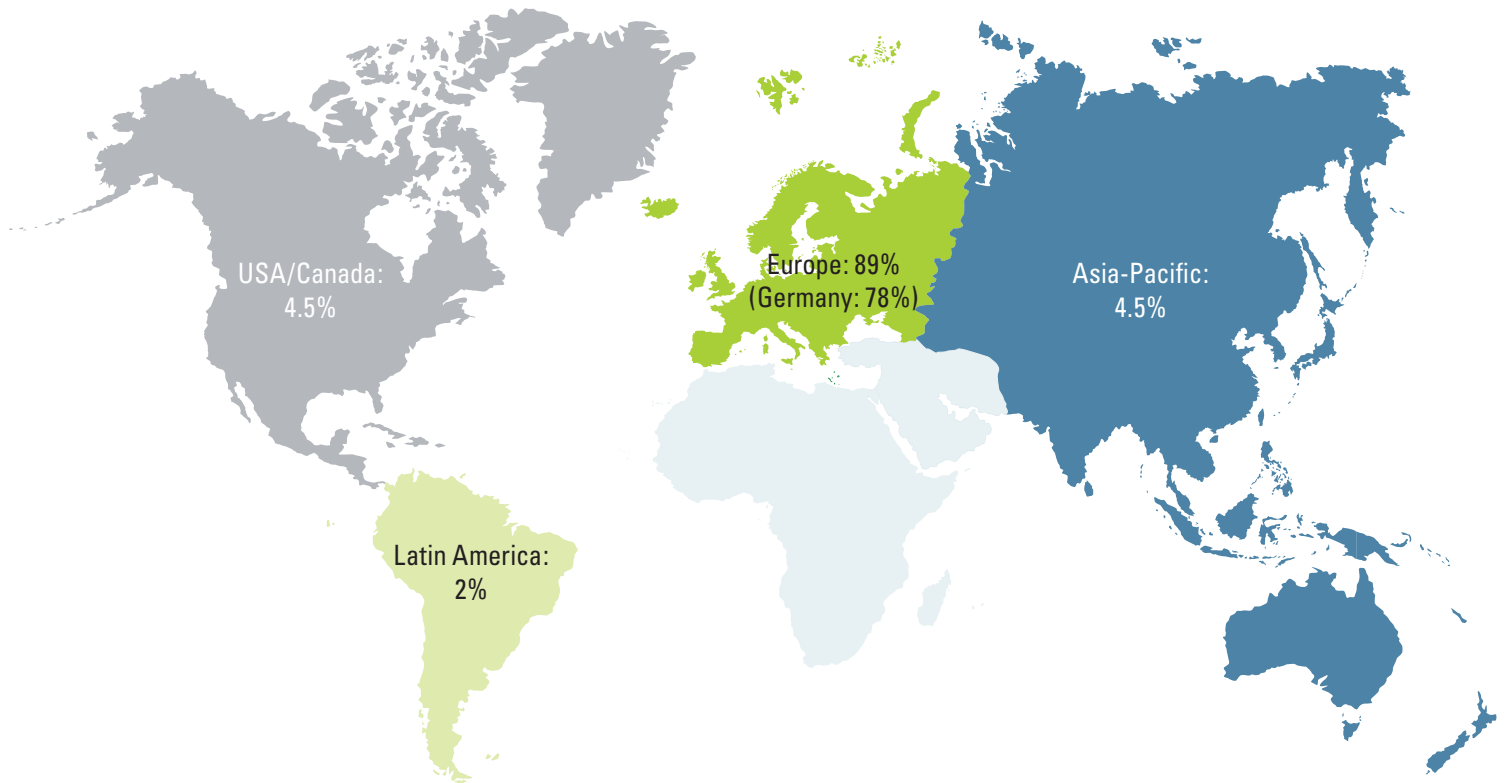 USA/Canada:
4.5%
Europe: 89%
(Germany: 78%)
Asia-Pacific:
4.5%
Latin America:
2%